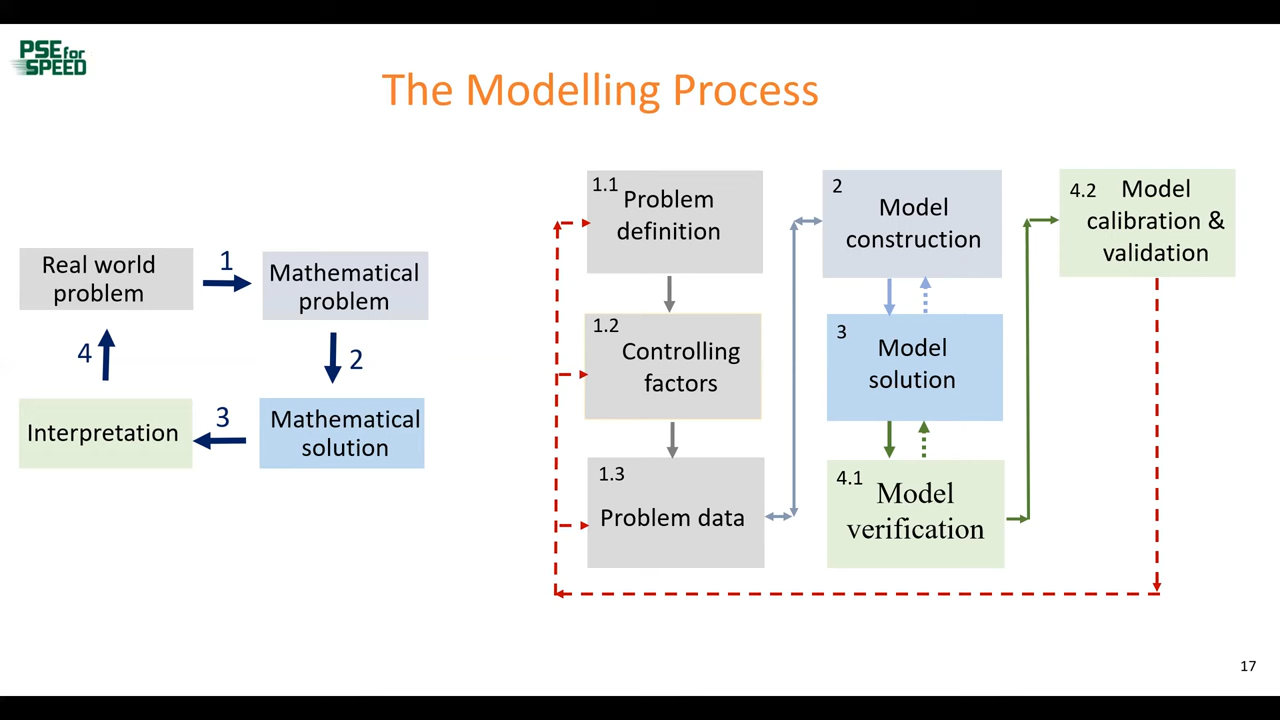 PSE for
SPEED
The Modelling Process
Real world
problem
1
Mathematical
problem
2
Mathematical
solution
3
Interpretation
4
1.1
Problem
definition
1.2
Controlling
factors
1.3
Problem data
2
Model
construction
3
Model
solution
4.1
Model
verification
4.2
Model
calibration &
validation
17